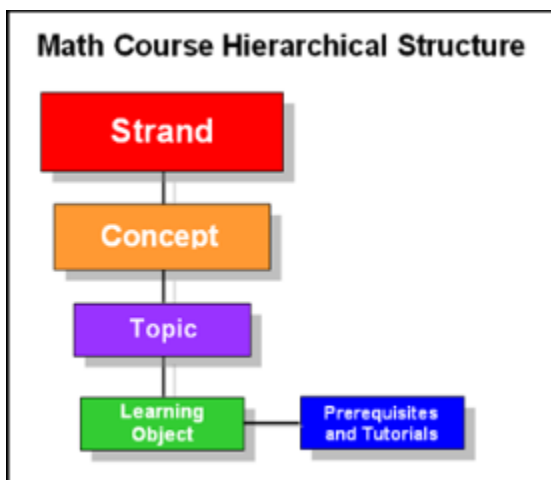 Math Course Hierarchical Structure
Strand
Concept
Topic
Learning
Object
Prerequisites
and Tutorials